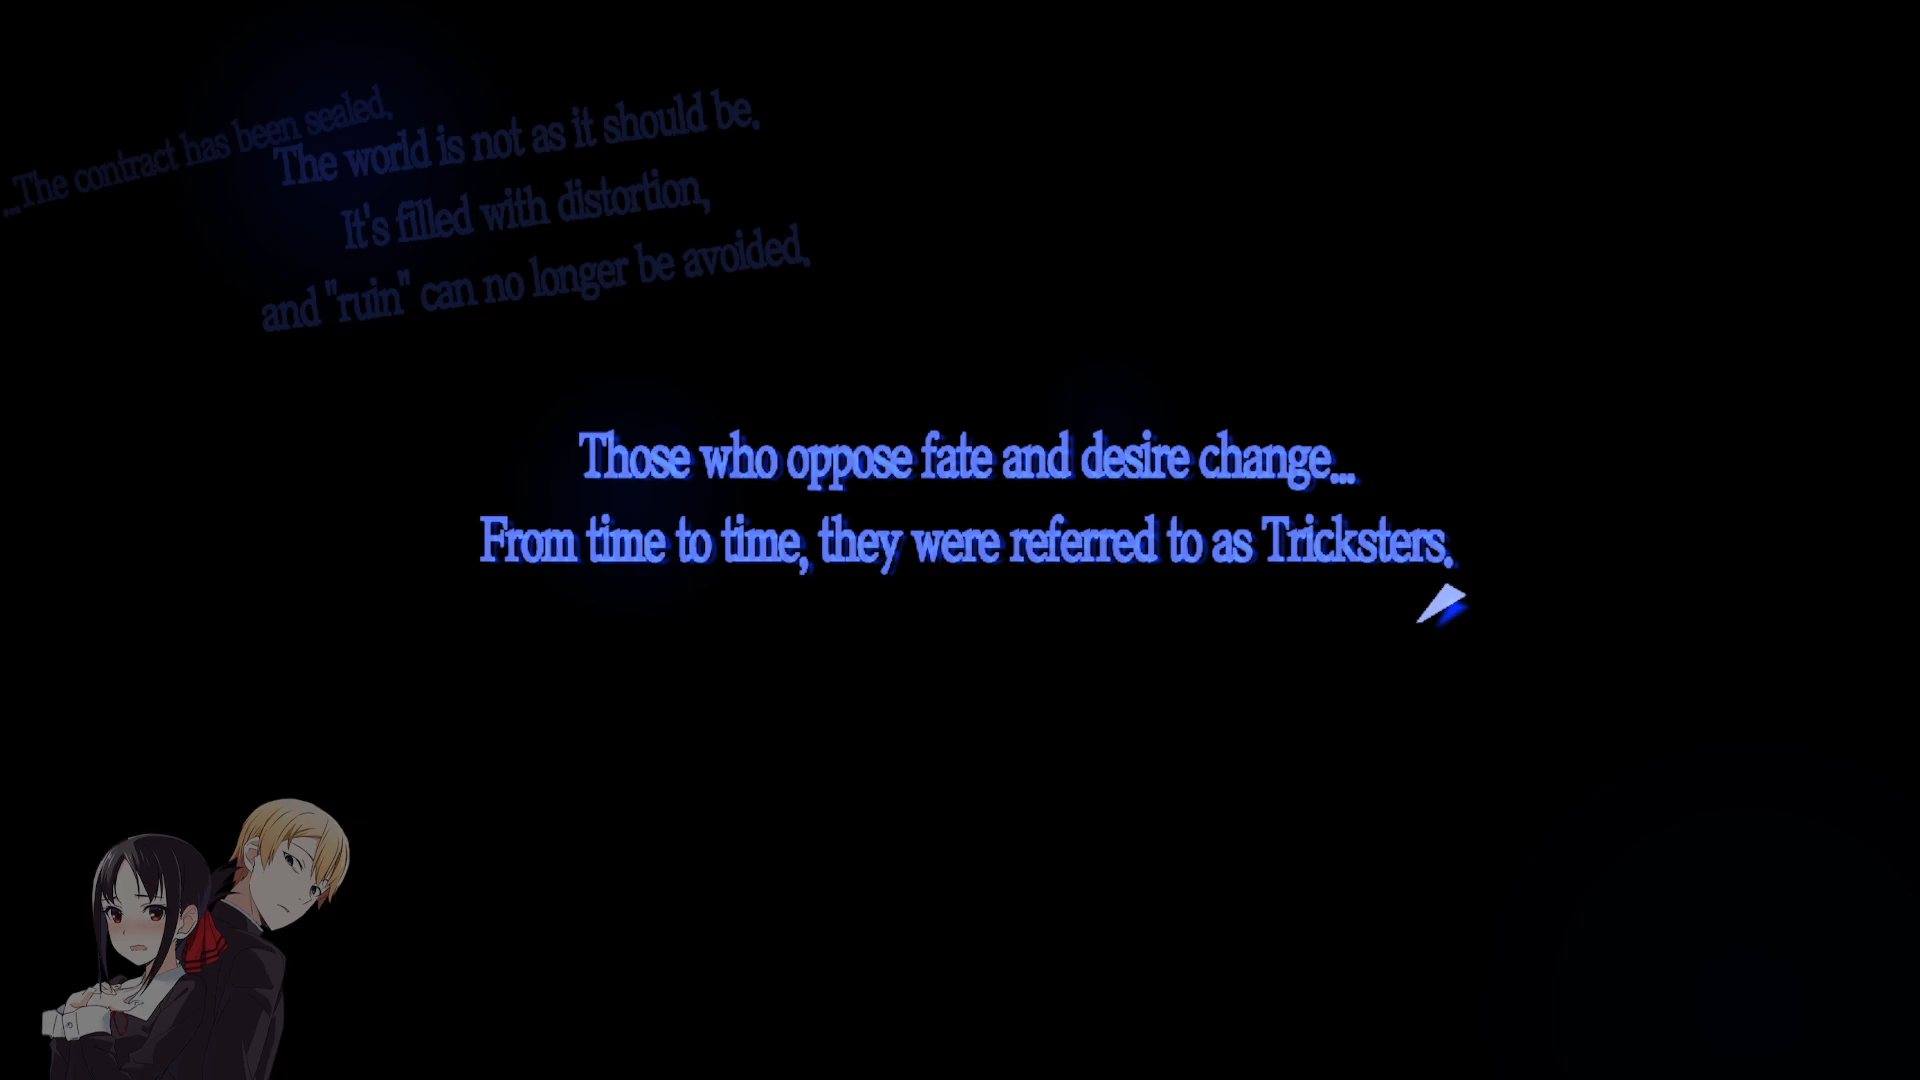 ...The contract has been sealed.
The world is not as it should be.
It's filled with distortion,
and "ruin" can no longer be avoided.
Those who oppose fate and desire change...
From time to time, they were referred to as Tricksters.